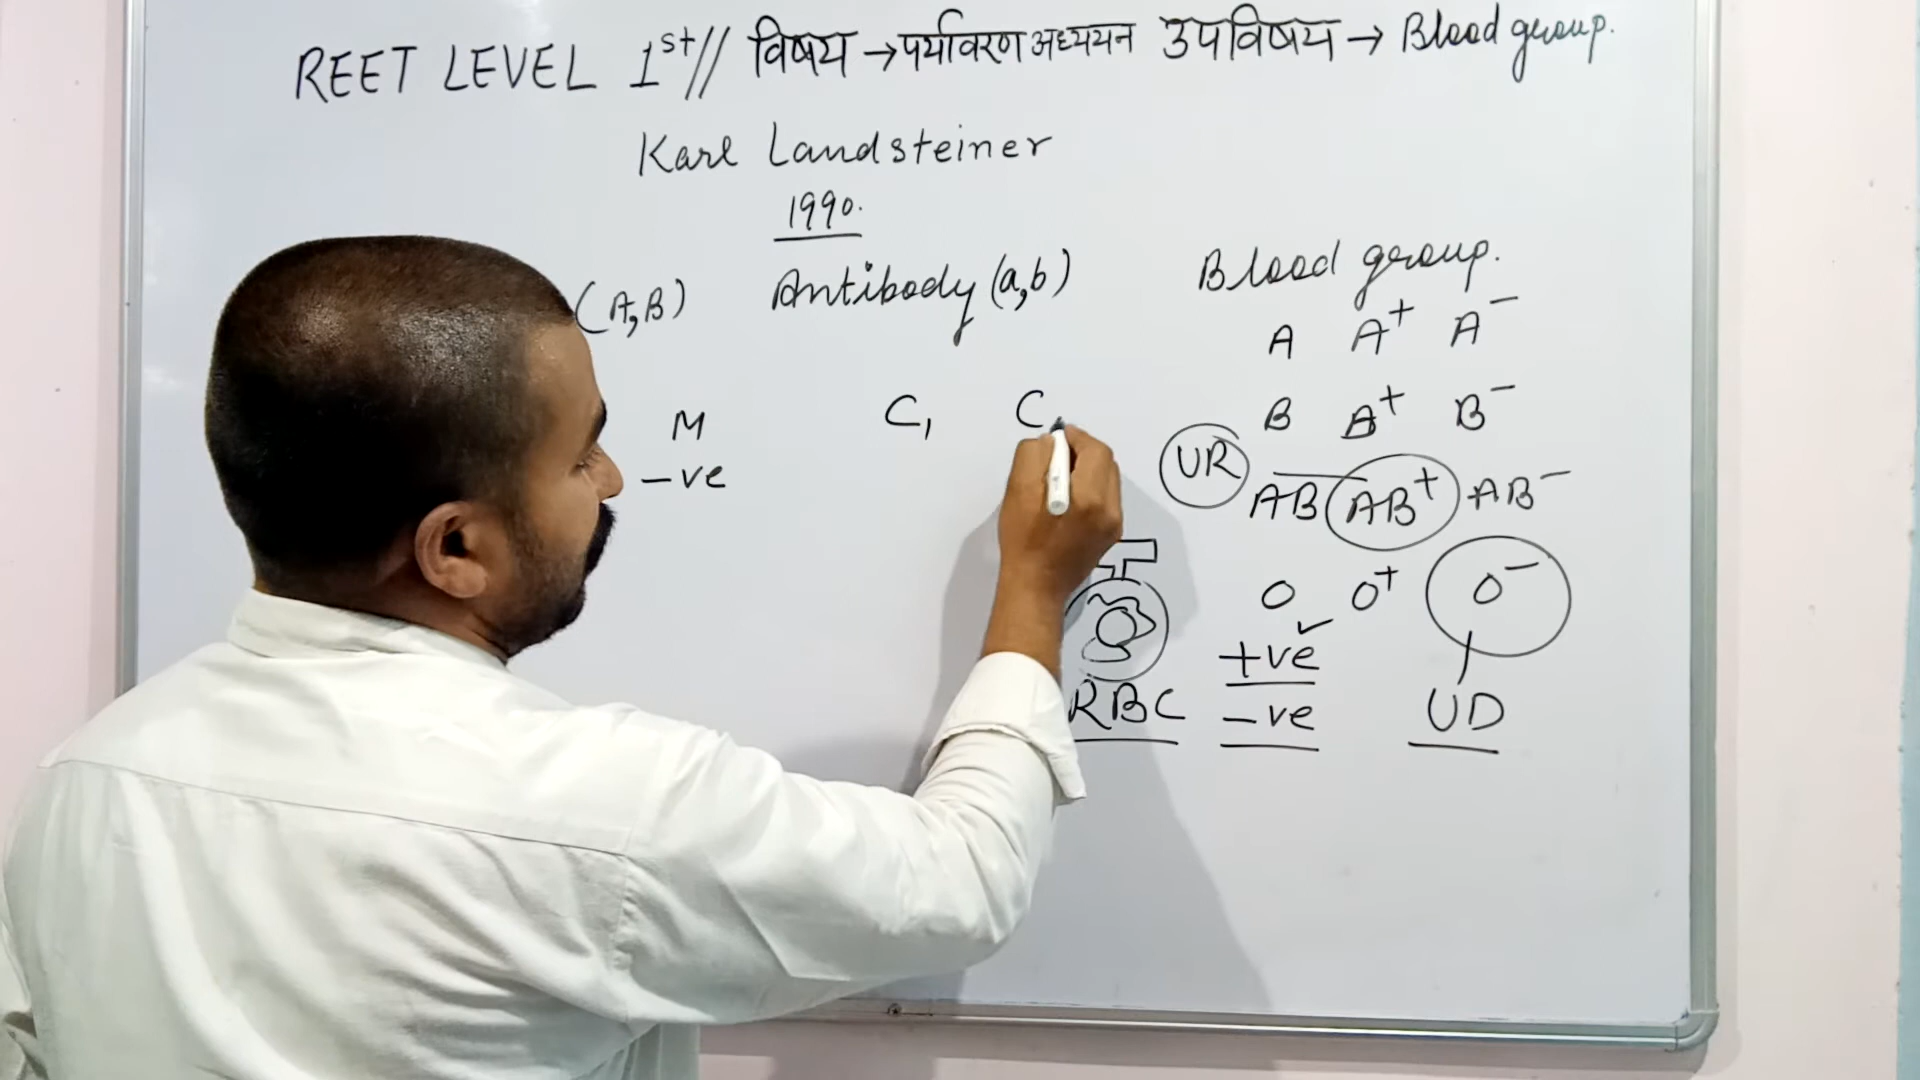 REET LEVEL 1st // विषय → पर्यावरण अध्ययन उपविषय → Blood group.
Karl Landsteiner
1990.
(A,B) Antibody (a,b) Blood group.
A A+ A-
M C1 C B B+ B-
-ve UR AB AB+ AB-
O O+ O-
+ve
RBC -ve UD